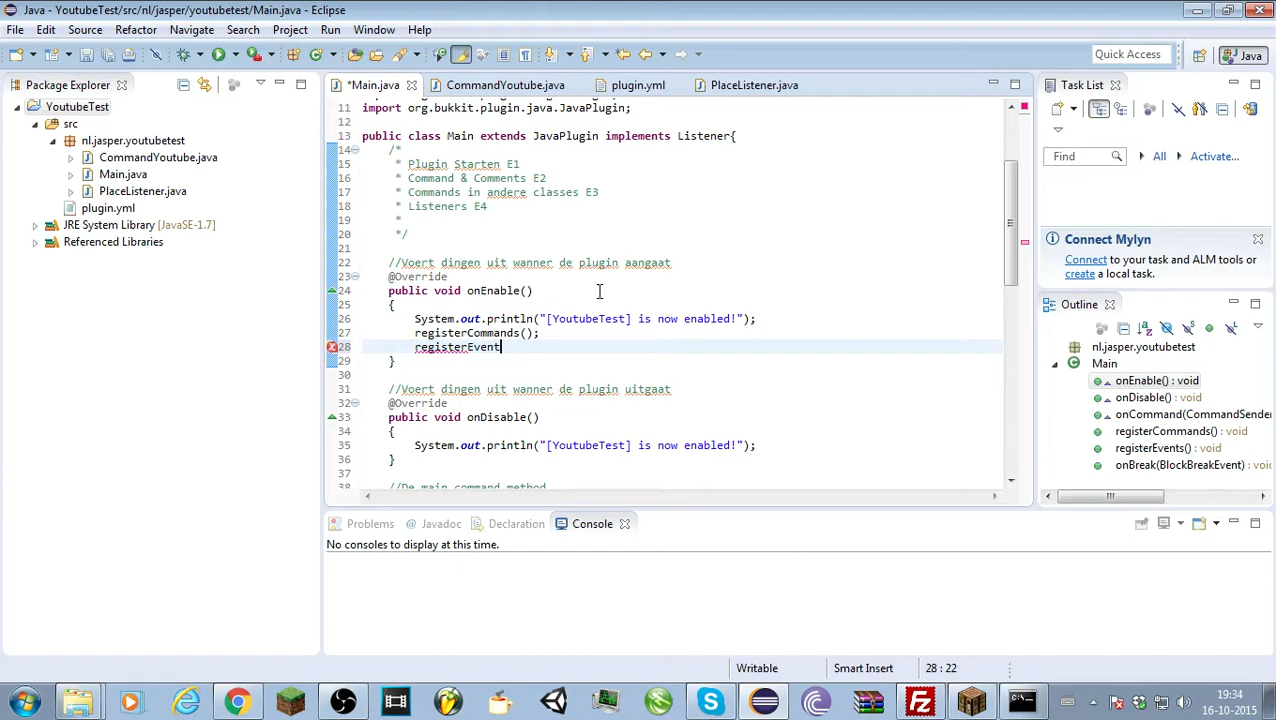 Java - YoutubeTest/src/nl/jasper/youtubetest/Main.java - Eclipse
File Edit Source Refactor Navigate Search Project Run Window Help
Quick Access
Java
Package Explorer
*Main.java
CommandYoutube.java
plugin.yml
PlaceListener.java
Task List
YoutubeTest
src
nl.jasper.youtubetest
CommandYoutube.java
Main.java
PlaceListener.java
plugin.yml
JRE System Library [JavaSE-1.7]
Referenced Libraries
11 import org.bukkit.plugin.java.JavaPlugin;
12
13 public class Main extends JavaPlugin implements Listener{
14 /*
15 * Plugin Starten E1
16 * Command & Comments E2
17 * Commands in andere classes E3
18 * Listeners E4
19 *
20 */
21
22 //Voert dingen uit wanner de plugin aangaat
23 @Override
24 public void onEnable()
25 {
26 System.out.println("[YoutubeTest] is now enabled!");
27 registerCommands();
28 registerEvent
29 }
30
31 //Voert dingen uit wanner de plugin uitgaat
32 @Override
33 public void onDisable()
34 {
35 System.out.println("[YoutubeTest] is now enabled!");
36 }
37
38 //De main command method
Find All Activate...
Connect Mylyn
Connect to your task and ALM tools or
create a local task.
Outline
nl.jasper.youtubetest
Main
onEnable() : void
onDisable() : void
onCommand(CommandSende
registerCommands() : void
registerEvents() : void
onBreak(BlockBreakEvent) : void
Problems Javadoc Declaration Console
No consoles to display at this time.
Writable Smart Insert 28 : 22
19:34
16-10-2015